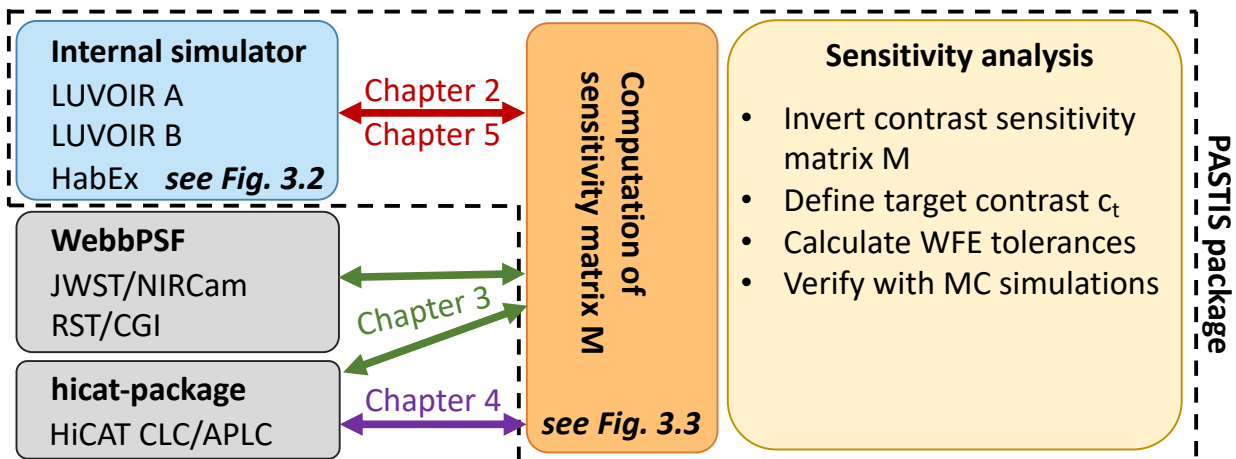 Internal simulator
LUVOIR A
LUVOIR B
HabEx see Fig. 3.2
WebbPSF
JWST/NIRCam
RST/CGI
hicat-package
HiCAT CLC/APLC
Chapter 2
Chapter 5
Chapter 3
Chapter 4
Computation of
sensitivity matrix M
see Fig. 3.3
Sensitivity analysis
• Invert contrast sensitivity
matrix M
• Define target contrast cₜ
• Calculate WFE tolerances
• Verify with MC simulations
PASTIS package